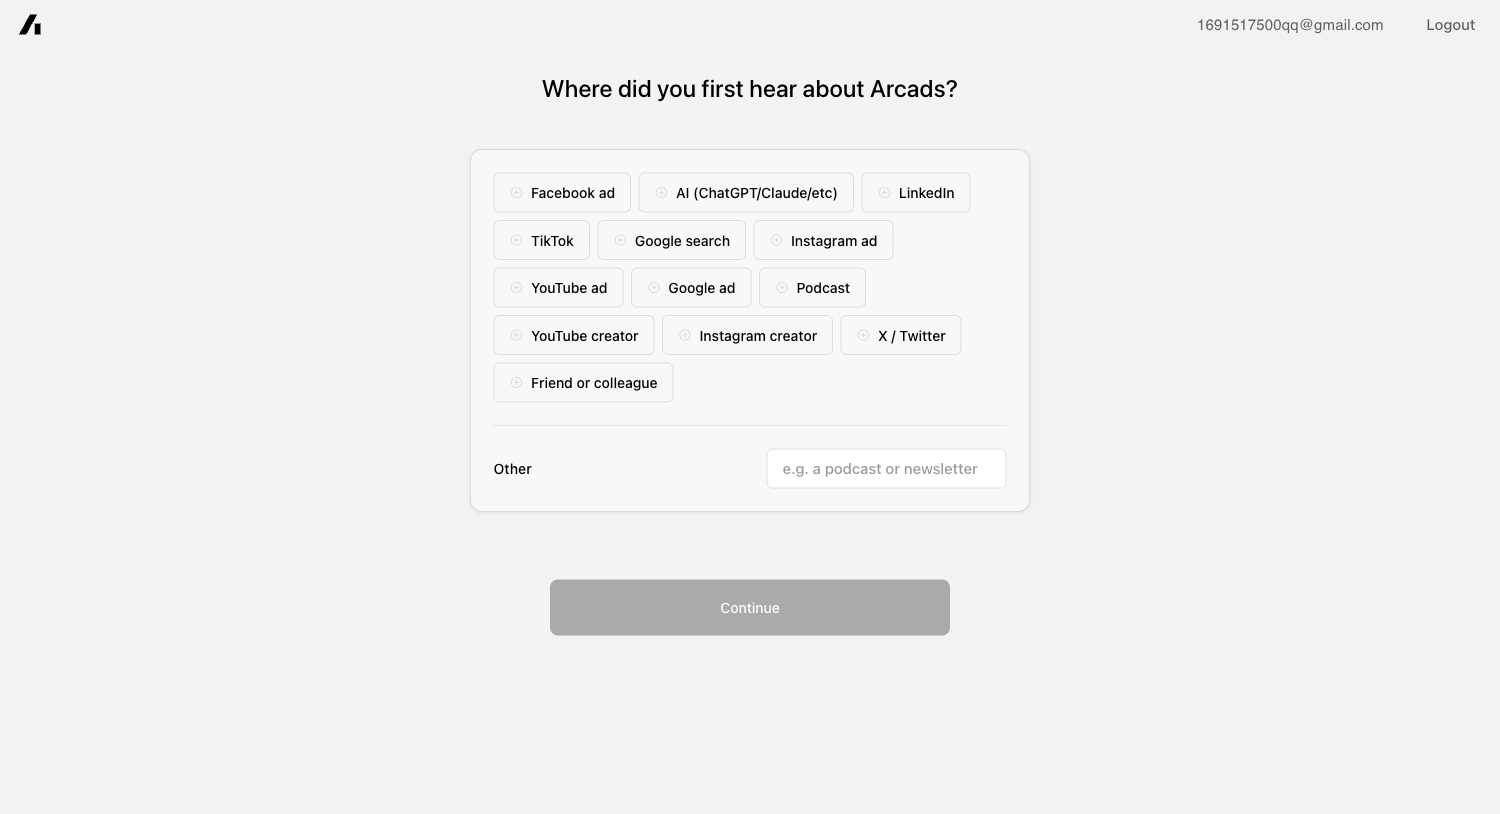 1691517500qq@gmail.com Logout
Where did you first hear about Arcads?
Facebook ad AI (ChatGPT/Claude/etc) LinkedIn
TikTok Google search Instagram ad
YouTube ad Google ad Podcast
YouTube creator Instagram creator X / Twitter
Friend or colleague
Other e.g. a podcast or newsletter
Continue